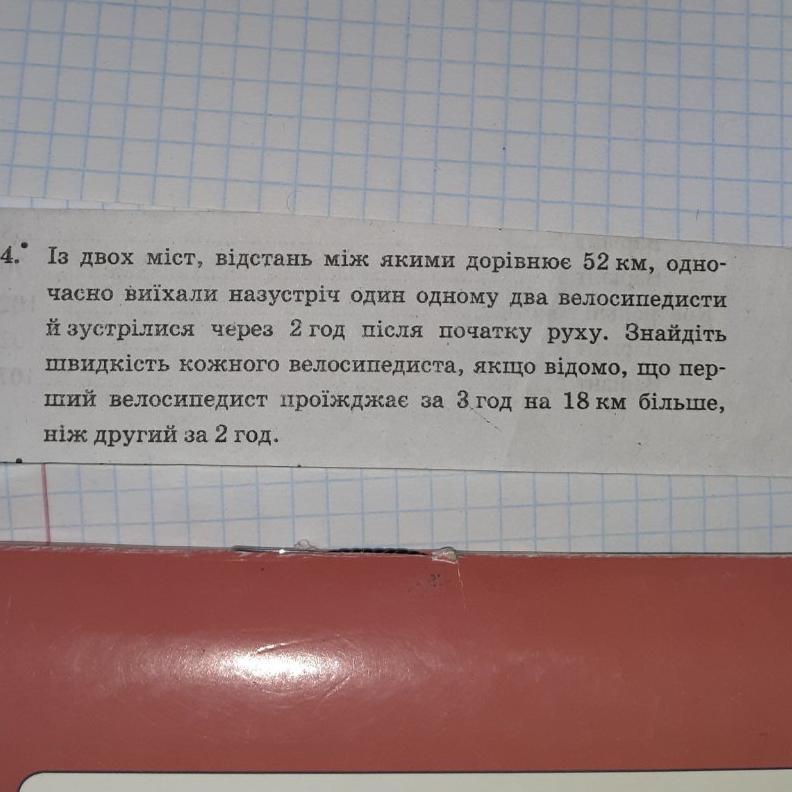 4.• Із двох міст, відстань між якими дорівнює 52 км, одно-
часно виїхали назустріч один одному два велосипедисти
й зустрілися через 2 год після початку руху. Знайдіть
швидкість кожного велосипедиста, якщо відомо, що пер-
ший велосипедист проїжджає за 3 год на 18 км більше,
ніж другий за 2 год.